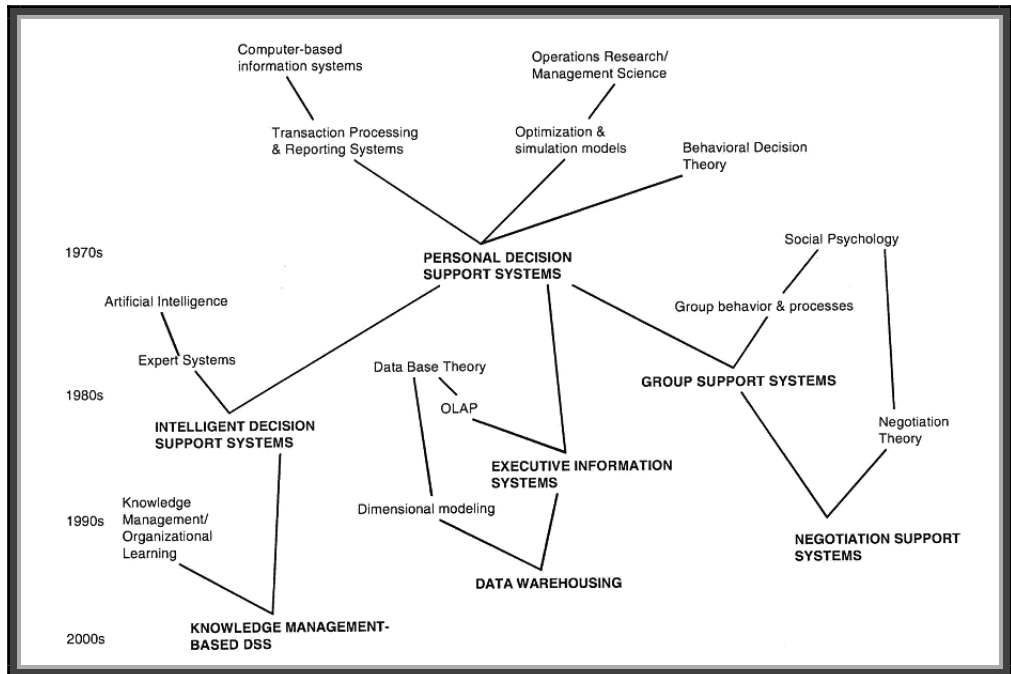 Computer-based
information systems
Operations Research/
Management Science
Transaction Processing
& Reporting Systems
Optimization &
simulation models
Behavioral Decision
Theory
1970s
PERSONAL DECISION
SUPPORT SYSTEMS
Social Psychology
Artificial Intelligence
Group behavior & processes
Expert Systems
Data Base Theory
GROUP SUPPORT SYSTEMS
1980s
OLAP
INTELLIGENT DECISION
SUPPORT SYSTEMS
Negotiation
Theory
EXECUTIVE INFORMATION
SYSTEMS
Knowledge
Management/
Organizational
Learning
Dimensional modeling
1990s
NEGOTIATION SUPPORT
SYSTEMS
DATA WAREHOUSING
KNOWLEDGE MANAGEMENT-
BASED DSS
2000s